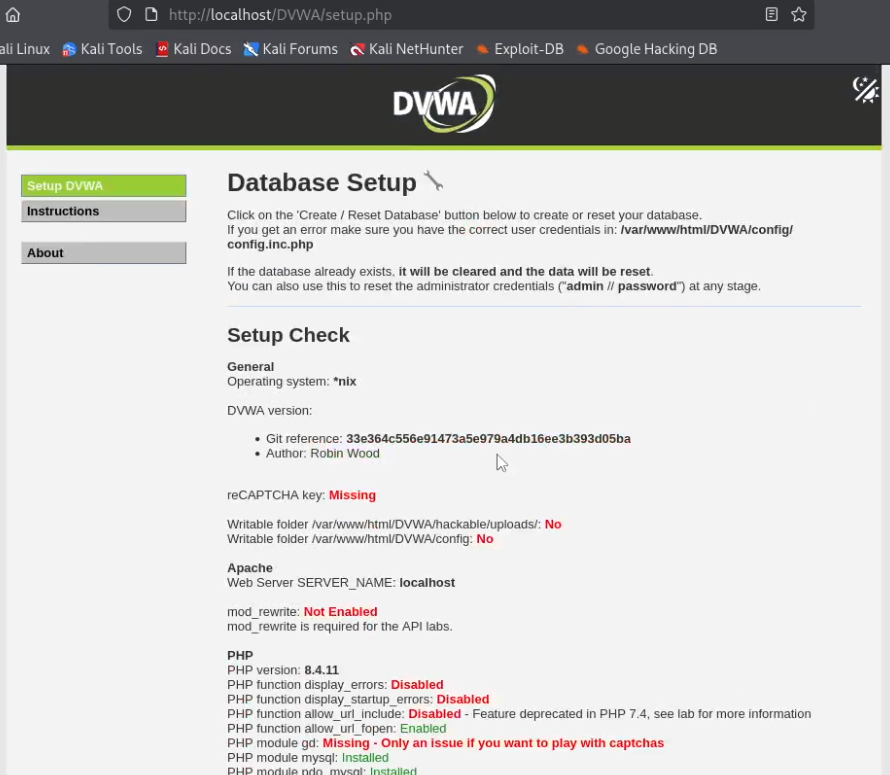 http://localhost/DVWA/setup.php
ali Linux Kali Tools Kali Docs Kali Forums Kali NetHunter Exploit-DB Google Hacking DB
DVWA
Setup DVWA
Instructions
About
Database Setup
Click on the 'Create / Reset Database' button below to create or reset your database.
If you get an error make sure you have the correct user credentials in: /var/www/html/DVWA/config/
config.inc.php
If the database already exists, it will be cleared and the data will be reset.
You can also use this to reset the administrator credentials ("admin // password") at any stage.
Setup Check
General
Operating system: *nix
DVWA version:
• Git reference: 33e364c556e91473a5e979a4db16ee3b393d05ba
• Author: Robin Wood
reCAPTCHA key: Missing
Writable folder /var/www/html/DVWA/hackable/uploads/: No
Writable folder /var/www/html/DVWA/config: No
Apache
Web Server SERVER_NAME: localhost
mod_rewrite: Not Enabled
mod_rewrite is required for the API labs.
PHP
PHP version: 8.4.11
PHP function display_errors: Disabled
PHP function display_startup_errors: Disabled
PHP function allow_url_include: Disabled - Feature deprecated in PHP 7.4, see lab for more information
PHP function allow_url_fopen: Enabled
PHP module gd: Missing - Only an issue if you want to play with captchas
PHP module mysql: Installed
PHP module pdo_mysql: Installed